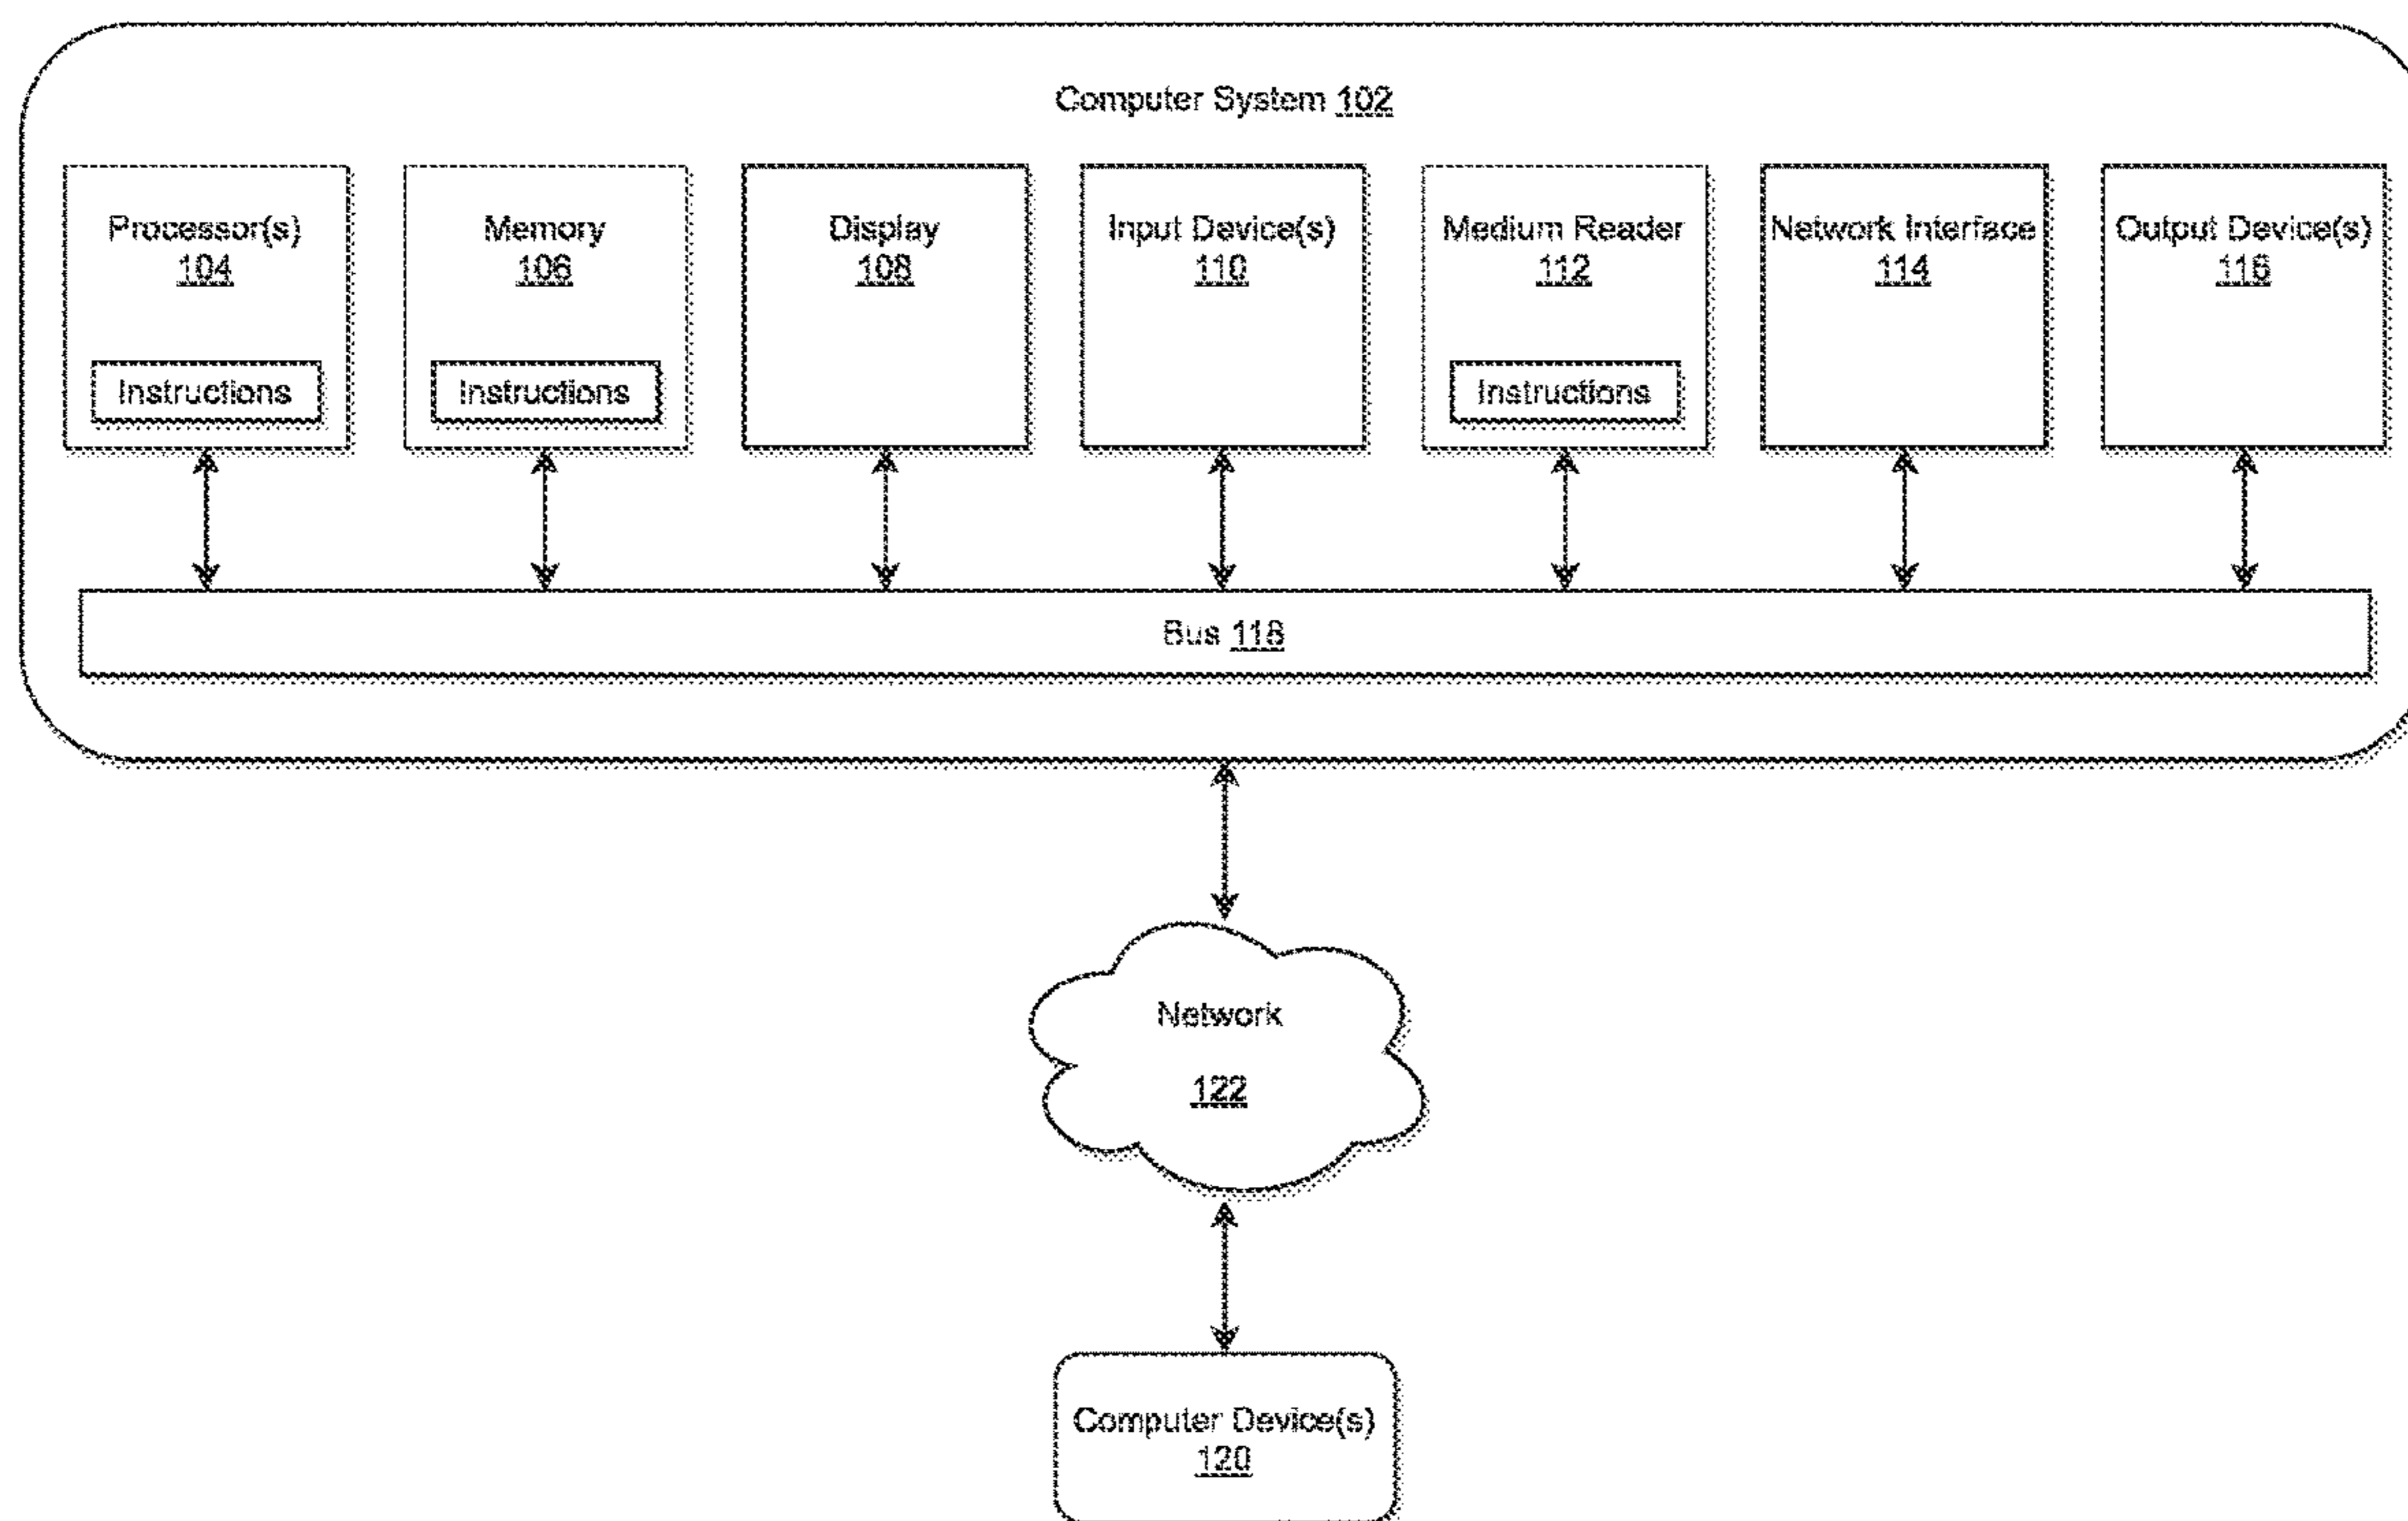 Computer System 102
Processor(s)
104
Instructions
Memory
106
Instructions
Display
108
Input Device(s)
110
Medium Reader
112
Instructions
Network Interface
114
Output Device(s)
116
Bus 118
Network
122
Computer Device(s)
120